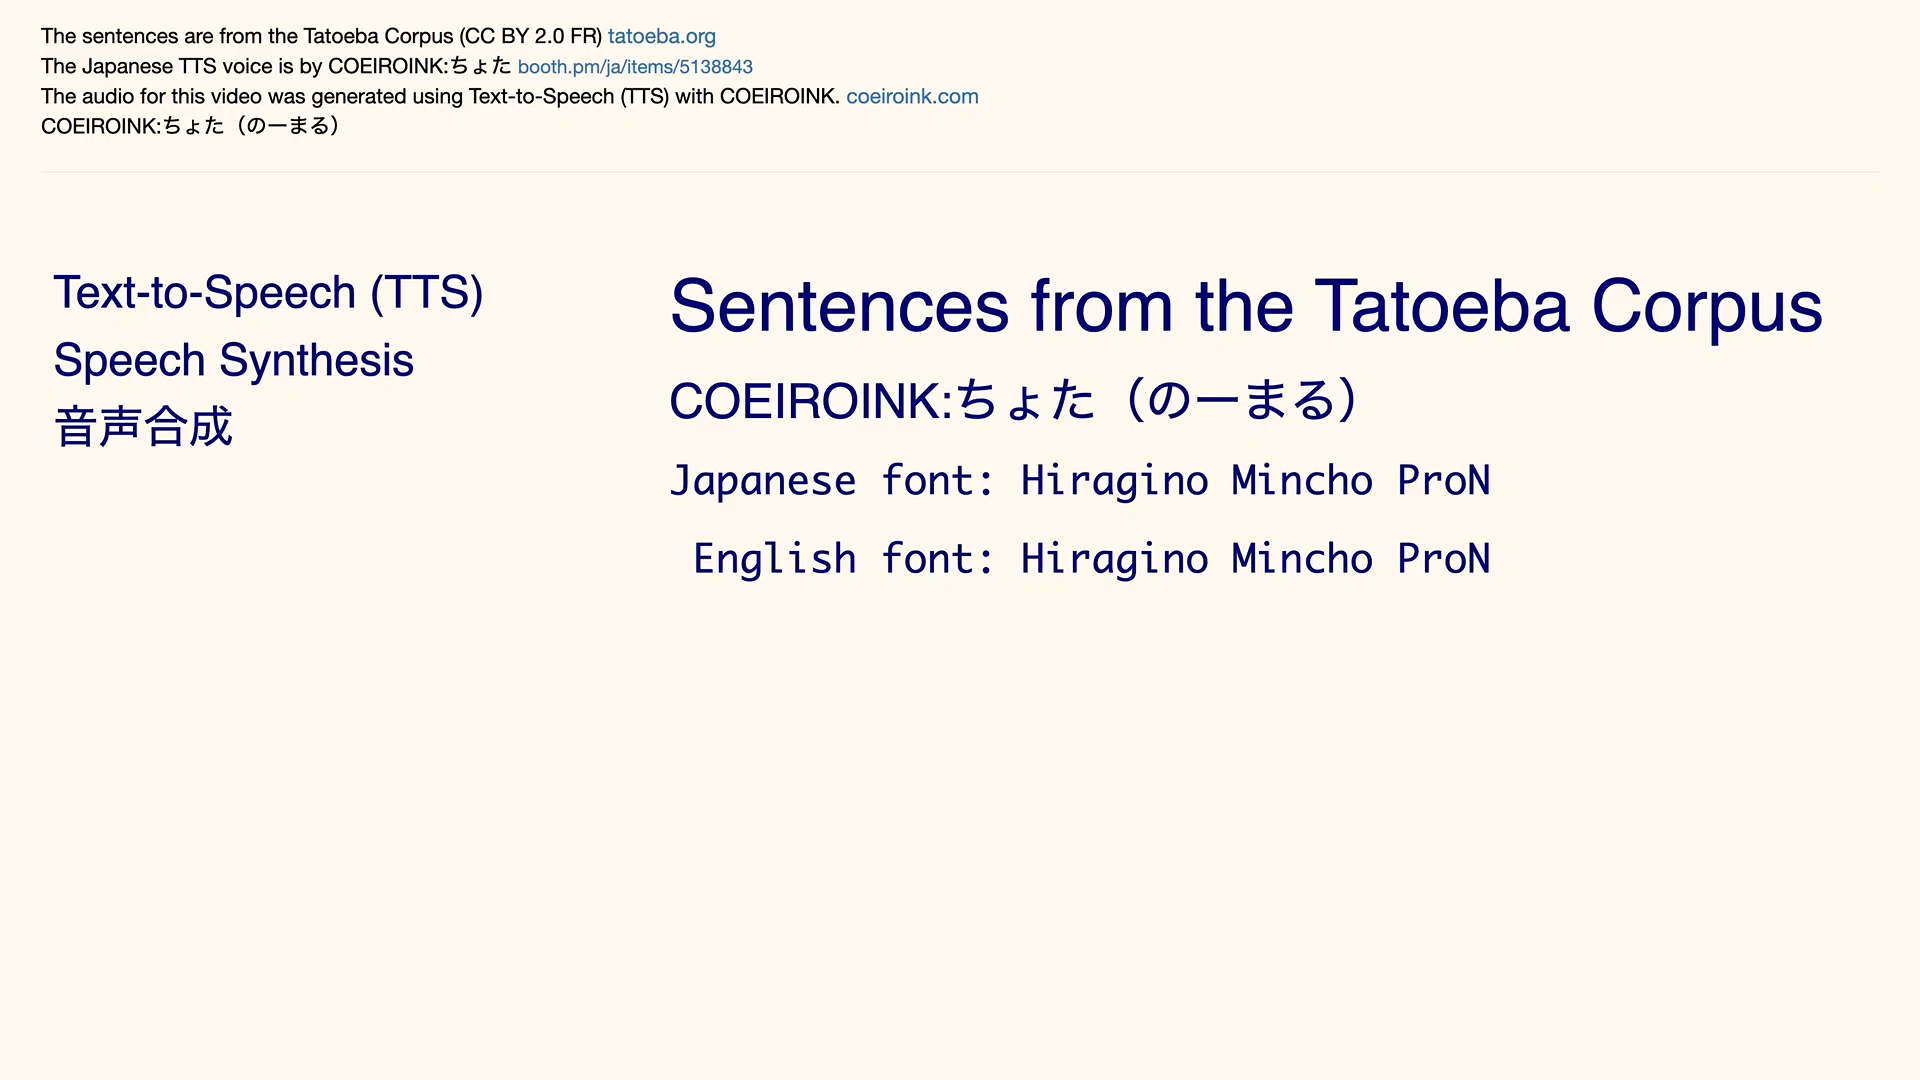 The sentences are from the Tatoeba Corpus (CC BY 2.0 FR) tatoeba.org
The Japanese TTS voice is by COEIROINK:ちょた booth.pm/ja/items/5138843
The audio for this video was generated using Text-to-Speech (TTS) with COEIROINK. coeiroink.com
COEIROINK:ちょた（のーまる）
Text-to-Speech (TTS)
Speech Synthesis
音声合成
Sentences from the Tatoeba Corpus
COEIROINK:ちょた（のーまる）
Japanese font: Hiragino Mincho ProN
English font: Hiragino Mincho ProN